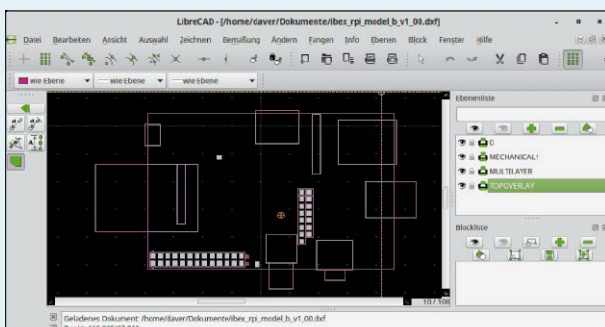 LibreCAD - [/home/daver/Dokumente/ibex_rpi_model_b_v1_00.dxf]
Datei Bearbeiten Ansicht Auswahl Zeichnen Bemaßung Ändern Fangen Info Ebenen Block Fenster Hilfe
wie Ebene wie Ebene wie Ebene
Ebenenliste
0
MECHANICAL1
MULTILAYER
TOPOVERLAY
Blockliste
10 / 100
Geladenes Dokument: /home/daver/Dokumente/ibex_rpi_model_b_v1_00.dxf